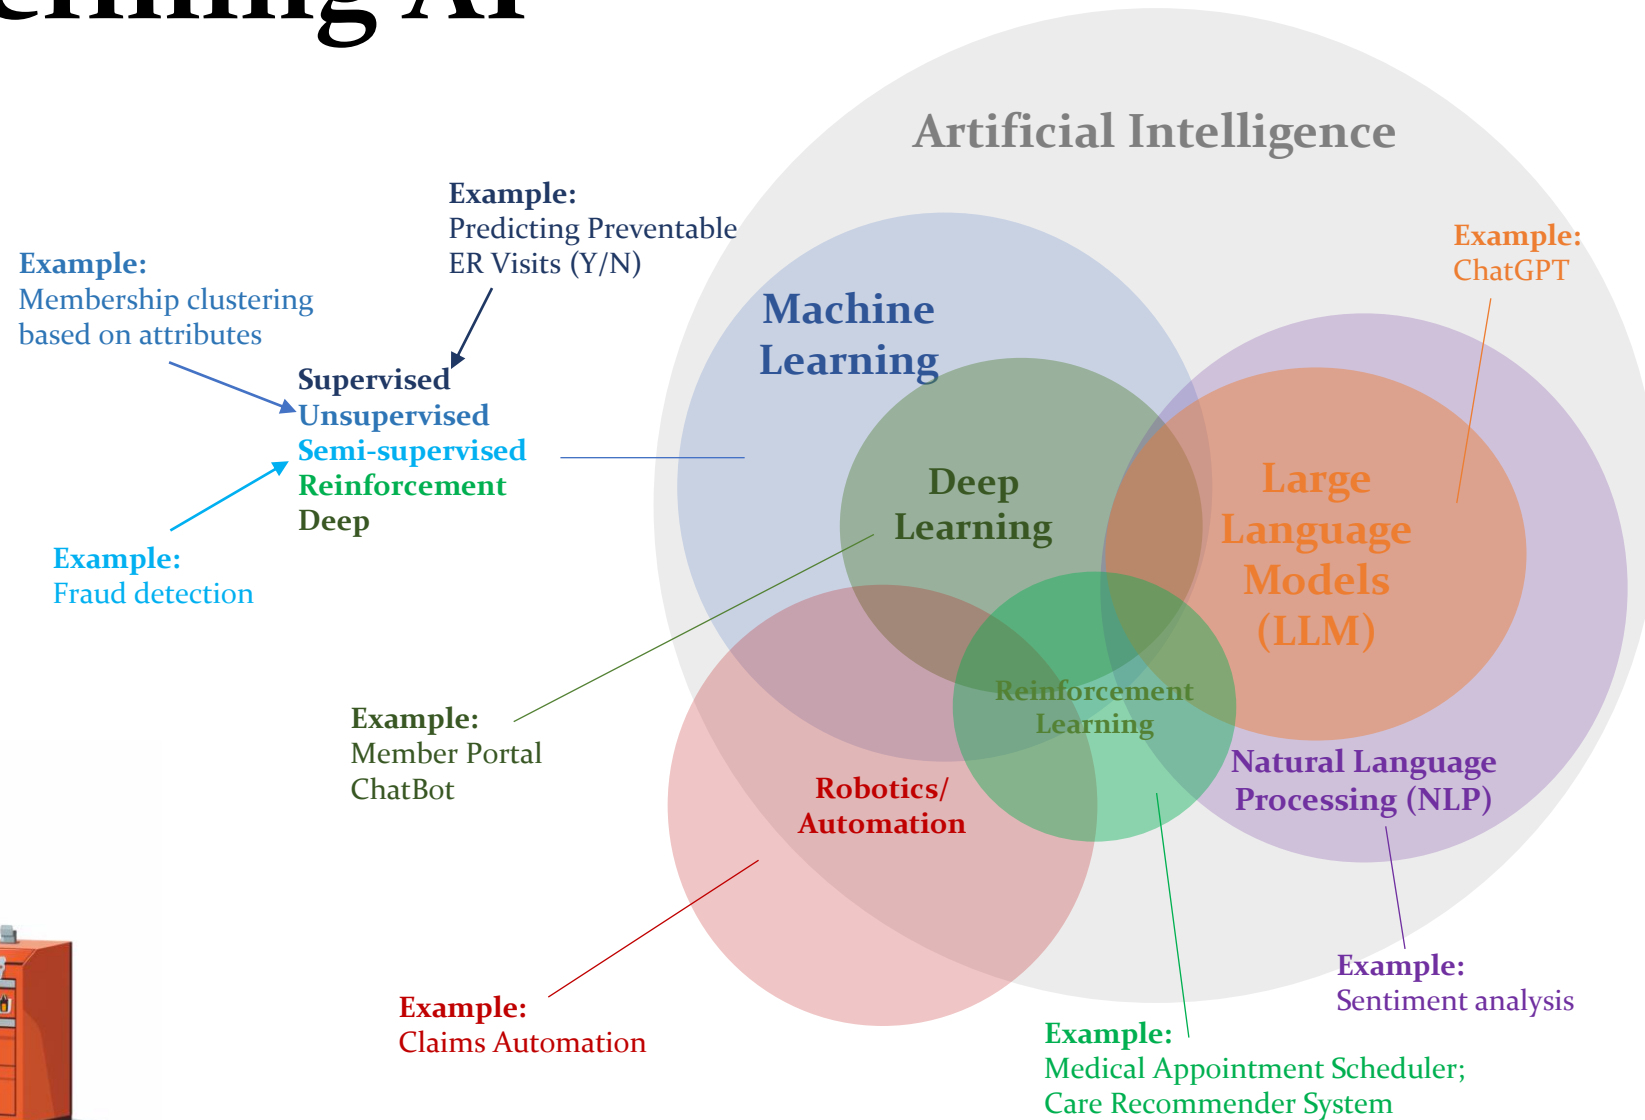 AI
Artificial Intelligence
Example:
Predicting Preventable
ER Visits (Y/N)
Example:
Membership clustering
based on attributes
Example:
ChatGPT
Machine
Learning
Supervised
Unsupervised
Semi-supervised
Reinforcement
Deep
Deep
Learning
Large
Language
Models
(LLM)
Example:
Fraud detection
Reinforcement
Learning
Example:
Member Portal
ChatBot
Robotics/
Automation
Natural Language
Processing (NLP)
Example:
Sentiment analysis
Example:
Claims Automation
Example:
Medical Appointment Scheduler;
Care Recommender System